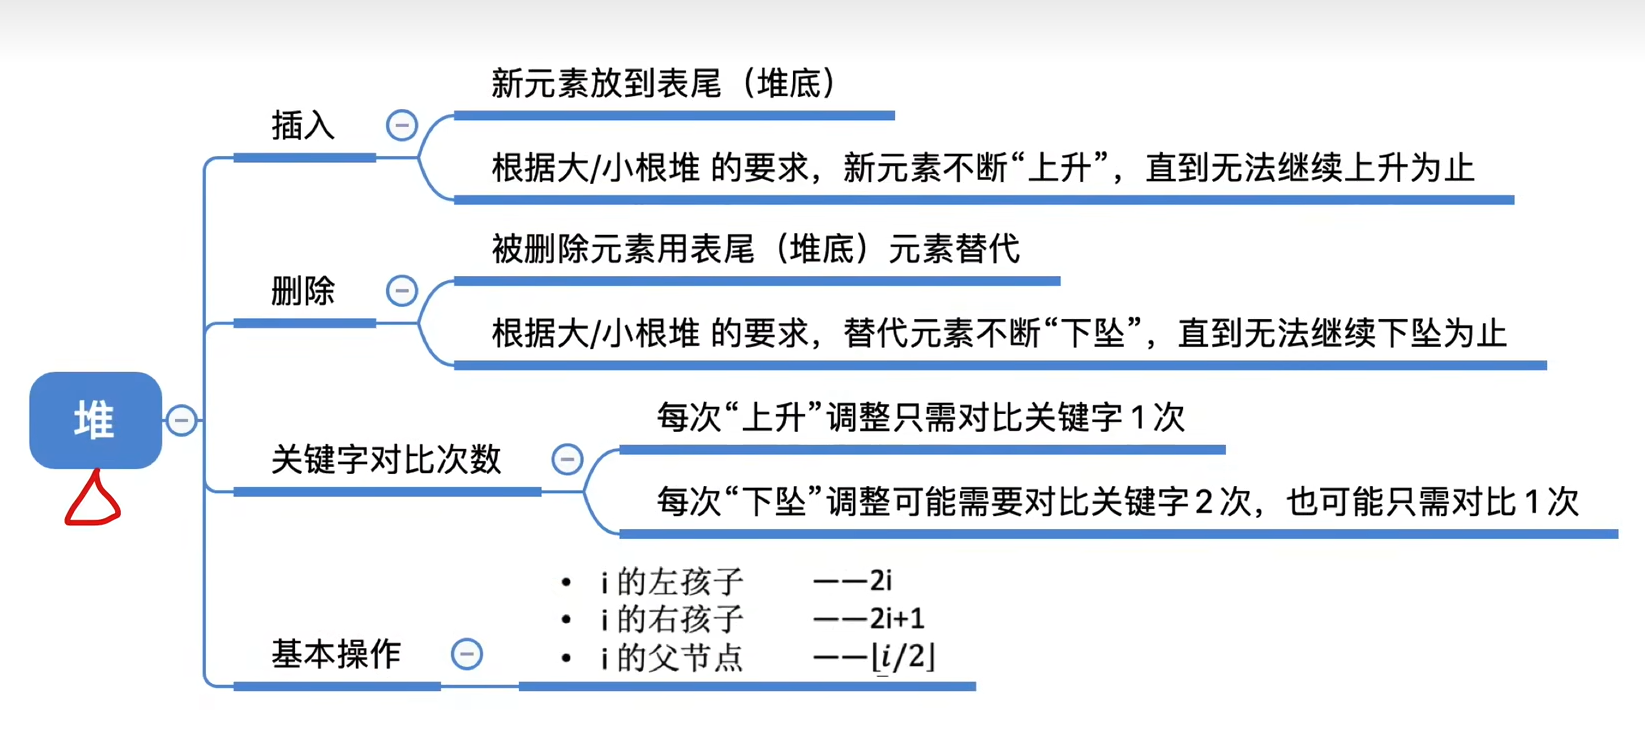 堆
插入
新元素放到表尾（堆底）
根据大/小根堆 的要求，新元素不断“上升”，直到无法继续上升为止
删除
被删除元素用表尾（堆底）元素替代
根据大/小根堆 的要求，替代元素不断“下坠”，直到无法继续下坠为止
关键字对比次数
每次“上升”调整只需对比关键字1次
每次“下坠”调整可能需要对比关键字2次，也可能只需对比1次
基本操作
• i 的左孩子 ——2i
• i 的右孩子 ——2i+1
• i 的父节点 ——⌊i/2⌋